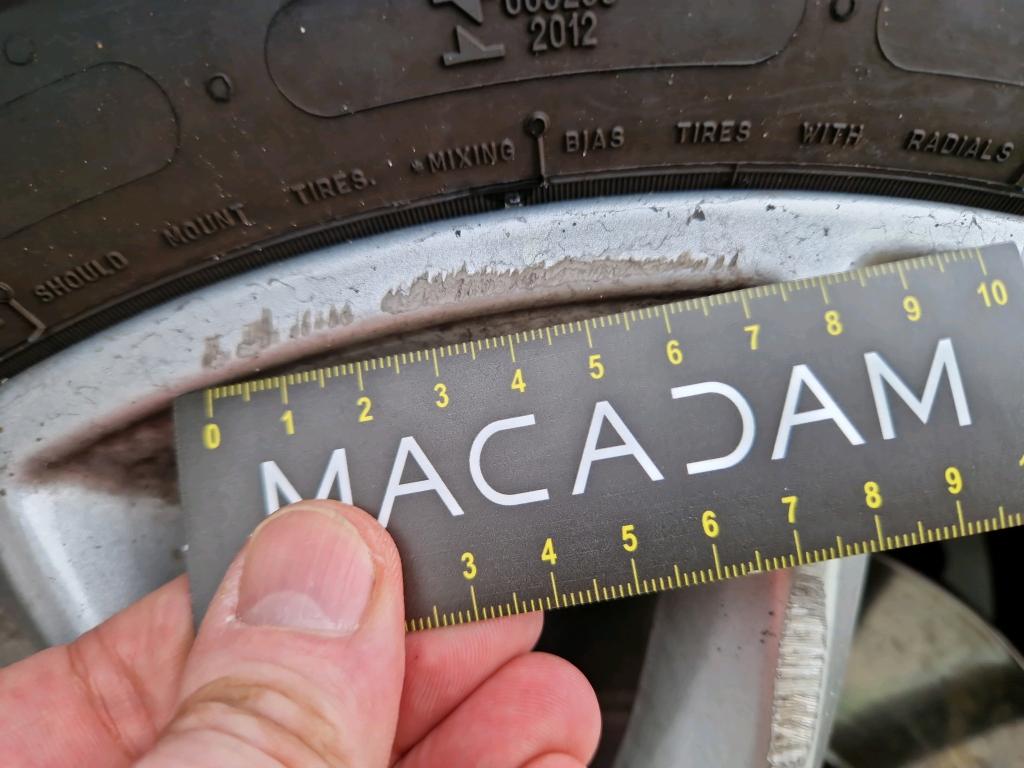 2012
SHOULD MOUNT TIRES. •MIXING BIAS TIRES WITH RADIALS
0 1 2 3 4 5 6 7 8 9 10
MACADAM
3 4 5 6 7 8 9